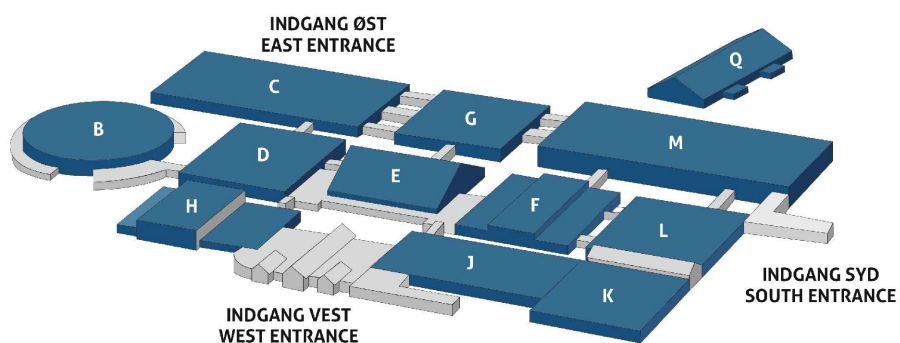 INDGANG ØST
EAST ENTRANCE
C
Q
B
G
D
M
E
H
F
L
J
K
INDGANG SYD
SOUTH ENTRANCE
INDGANG VEST
WEST ENTRANCE